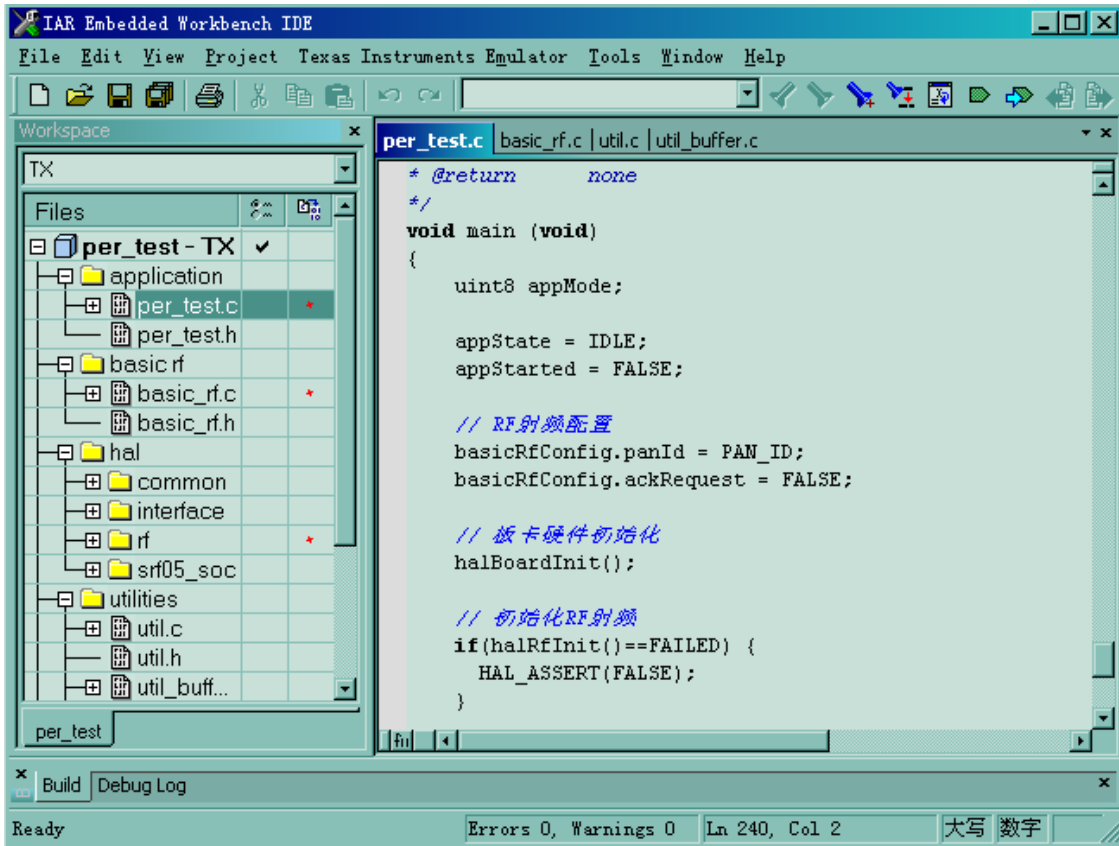 IAR Embedded Workbench IDE
File Edit View Project Texas Instruments Emulator Tools Window Help
Workspace
TX
Files
per_test - TX
application
per_test.c
per_test.h
basic rf
basic_rf.c
basic_rf.h
hal
common
interface
rf
srf05_soc
utilities
util.c
util.h
util_buff...
per_test
per_test.c basic_rf.c | util.c | util_buffer.c
* @return none
*/
void main (void)
{
uint8 appMode;
appState = IDLE;
appStarted = FALSE;
// RF射频配置
basicRfConfig.panId = PAN_ID;
basicRfConfig.ackRequest = FALSE;
// 板卡硬件初始化
halBoardInit();
// 初始化RF射频
if(halRfInit()==FAILED) {
HAL_ASSERT(FALSE);
}
Build Debug Log
Ready Errors 0, Warnings 0 Ln 240, Col 2 大写 数字